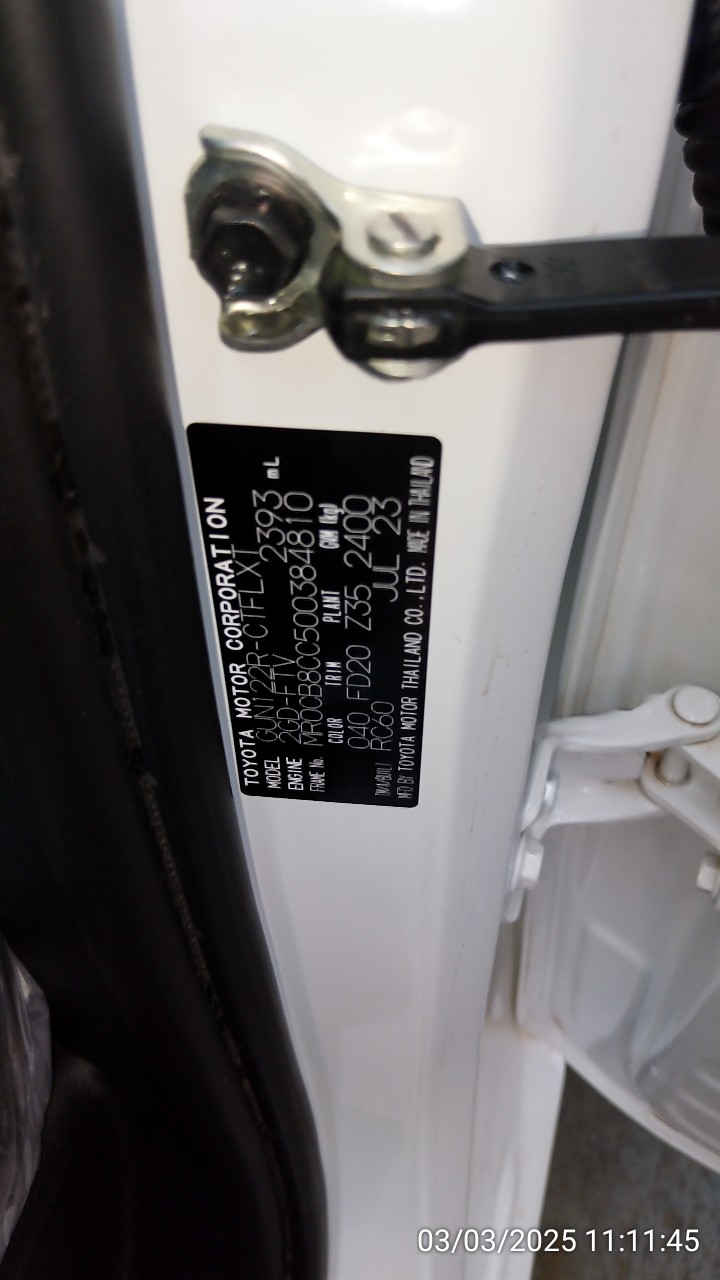 TOYOTA MOTOR CORPORATION
MODEL GUN122R-CTFLXT
ENGINE 2GD-FTV 2393 mL
FRAME No. MR0CB8CC500384810
COLOR TRIM PLANT GVM (kg)
040 FD20 Z35 2400
RC60 JUL 23
MFD BY TOYOTA MOTOR THAILAND CO.,LTD. MADE IN THAILAND
03/03/2025 11:11:45